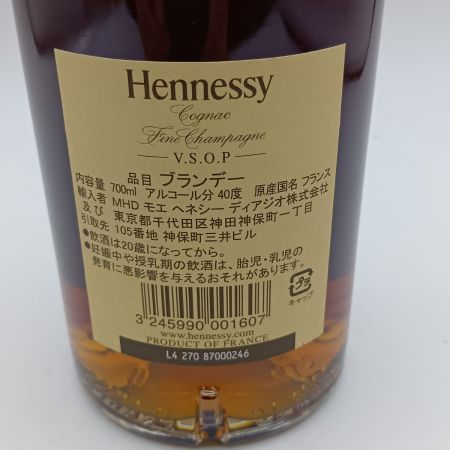 Hennessy
Cognac
Fine Champagne
V.S.O.P
品目 ブランデー
内容量 700ml アルコール分 40度 原産国名 フランス
輸入者 MHD モエ ヘネシー ディアジオ株式会社
及び 東京都千代田区神田神保町一丁目
引取先 105番地 神保町三井ビル
●飲酒は20歳になってから。
●妊娠中や授乳期の飲酒は、胎児・乳児の
発育に悪影響を与えるおそれがあります。
プラ
キャップ
3 245990 001607
www.hennessy.com
PRODUCT OF FRANCE
L4 270 87000246